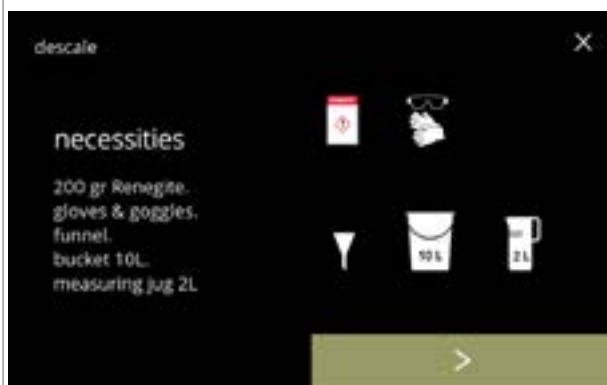 descale
necessities
200 gr Renegite.
gloves & goggles.
funnel.
bucket 10L.
measuring jug 2L
10 L
2 L